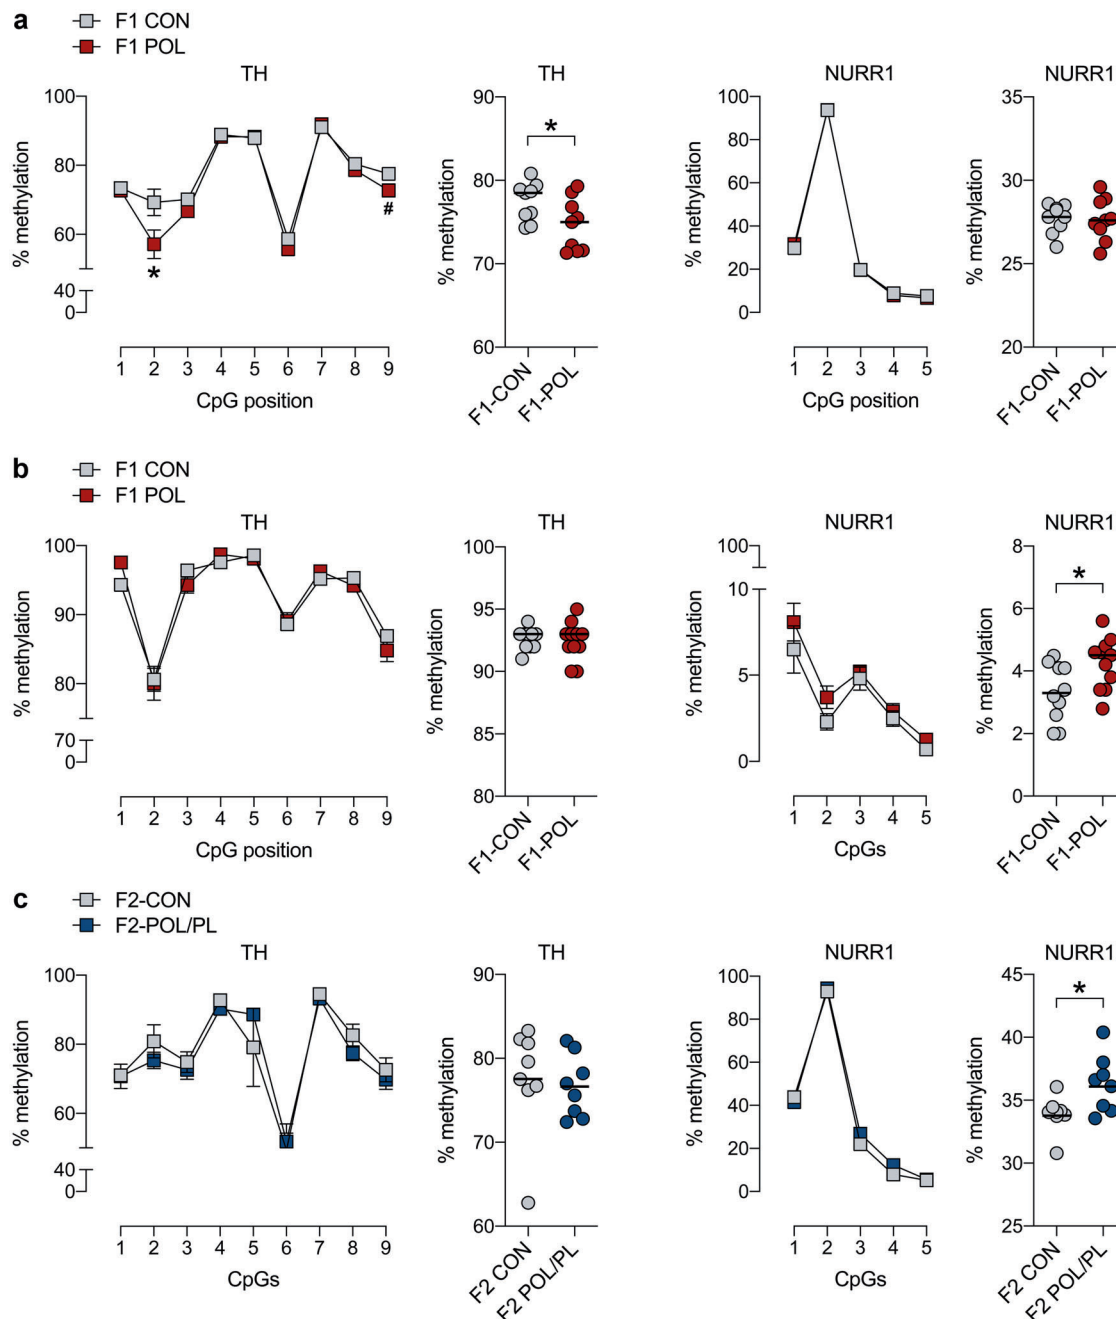 a
F1 CON
F1 POL
TH
% methylation
100
80
60
40
0
*
#
1 2 3 4 5 6 7 8 9
CpG position
TH
% methylation
90
80
70
60
*
F1-CON
F1-POL
NURR1
% methylation
100
80
60
40
20
0
1 2 3 4 5
CpG position
NURR1
% methylation
35
30
25
20
F1-CON
F1-POL
b
F1 CON
F1 POL
TH
% methylation
100
90
80
70
0
1 2 3 4 5 6 7 8 9
CpG position
TH
% methylation
100
95
90
85
80
F1-CON
F1-POL
NURR1
% methylation
100
10
5
0
1 2 3 4 5
CpGs
NURR1
% methylation
8
6
4
2
0
*
F1-CON
F1-POL
c
F2-CON
F2-POL/PL
TH
% methylation
100
80
60
40
0
1 2 3 4 5 6 7 8 9
CpGs
TH
% methylation
90
80
70
60
F2 CON
F2 POL/PL
NURR1
% methylation
100
80
60
40
20
0
1 2 3 4 5
CpGs
NURR1
% methylation
45
40
35
30
25
*
F2 CON
F2 POL/PL